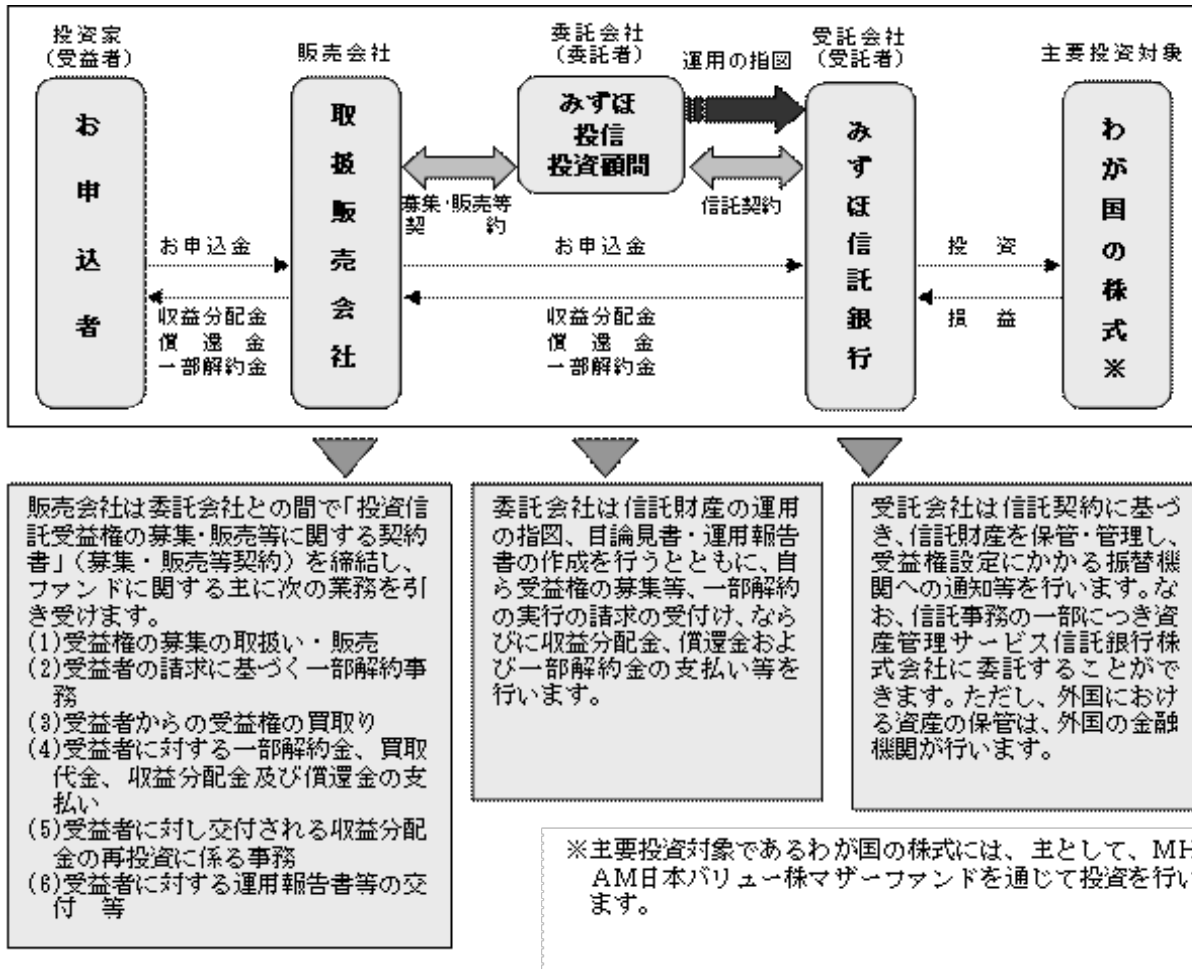 投資家
(受益者)
販売会社
委託会社
(委託者)
運用の指図
受託会社
(受託者)
主要投資対象
お申込者
取扱販売会社
みずほ
投信
投資顧問
みずほ信託銀行
わが国の株式※
募集・販売等
契　約
信託契約
お申込金
お申込金
投　資
収益分配金
償　還　金
一部解約金
収益分配金
償　還　金
一部解約金
損　益
販売会社は委託会社との間で「投資信
託受益権の募集・販売等に関する契約
書」(募集・販売等契約)を締結し、
ファンドに関する主に次の業務を引
き受けます。
(1)受益権の募集の取扱い・販売
(2)受益者の請求に基づく一部解約事
務
(3)受益者からの受益権の買取り
(4)受益者に対する一部解約金、買取
代金、収益分配金及び償還金の支
払い
(5)受益者に対し交付される収益分配
金の再投資に係る事務
(6)受益者に対する運用報告書等の交
付　等
委託会社は信託財産の運用
の指図、目論見書・運用報告
書の作成を行うとともに、自
ら受益権の募集等、一部解約
の実行の請求の受付け、なら
びに収益分配金、償還金およ
び一部解約金の支払い等を
行います。
受託会社は信託契約に基づ
き、信託財産を保管・管理し、
受益権設定にかかる振替機
関への通知等を行います。な
お、信託事務の一部につき資
産管理サービス信託銀行株
式会社に委託することがで
きます。ただし、外国におけ
る資産の保管は、外国の金融
機関が行います。
※主要投資対象であるわが国の株式には、主として、MH
AM日本バリュー株マザーファンドを通じて投資を行い
ます。